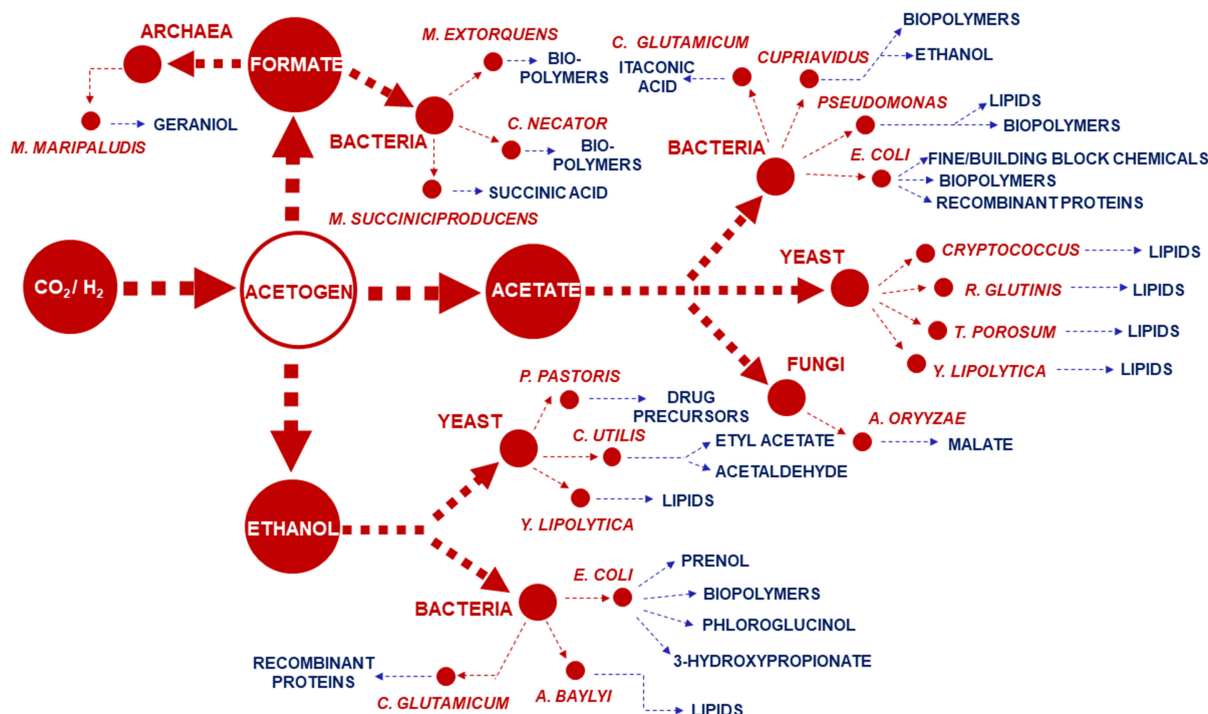 ARCHAEA
FORMATE
M. MARIPALUDIS
GERANIOL
M. EXTORQUENS
BIO-
POLYMERS
BACTERIA
C. NECATOR
BIO-
POLYMERS
SUCCINIC ACID
M. SUCCINICIPRODUCENS
CO2/ H2
ACETOGEN
ACETATE
C. GLUTAMICUM
ITACONIC
ACID
CUPRIAVIDUS
BIOPOLYMERS
ETHANOL
PSEUDOMONAS
LIPIDS
BIOPOLYMERS
BACTERIA
E. COLI
FINE/BUILDING BLOCK CHEMICALS
BIOPOLYMERS
RECOMBINANT PROTEINS
YEAST
CRYPTOCOCCUS
LIPIDS
R. GLUTINIS
LIPIDS
T. POROSUM
LIPIDS
Y. LIPOLYTICA
LIPIDS
FUNGI
A. ORYYZAE
MALATE
ETHANOL
YEAST
P. PASTORIS
DRUG
PRECURSORS
C. UTILIS
ETYL ACETATE
ACETALDEHYDE
LIPIDS
Y. LIPOLYTICA
BACTERIA
E. COLI
PRENOL
BIOPOLYMERS
PHLOROGLUCINOL
3-HYDROXYPROPIONATE
RECOMBINANT
PROTEINS
C. GLUTAMICUM
A. BAYLYI
LIPIDS